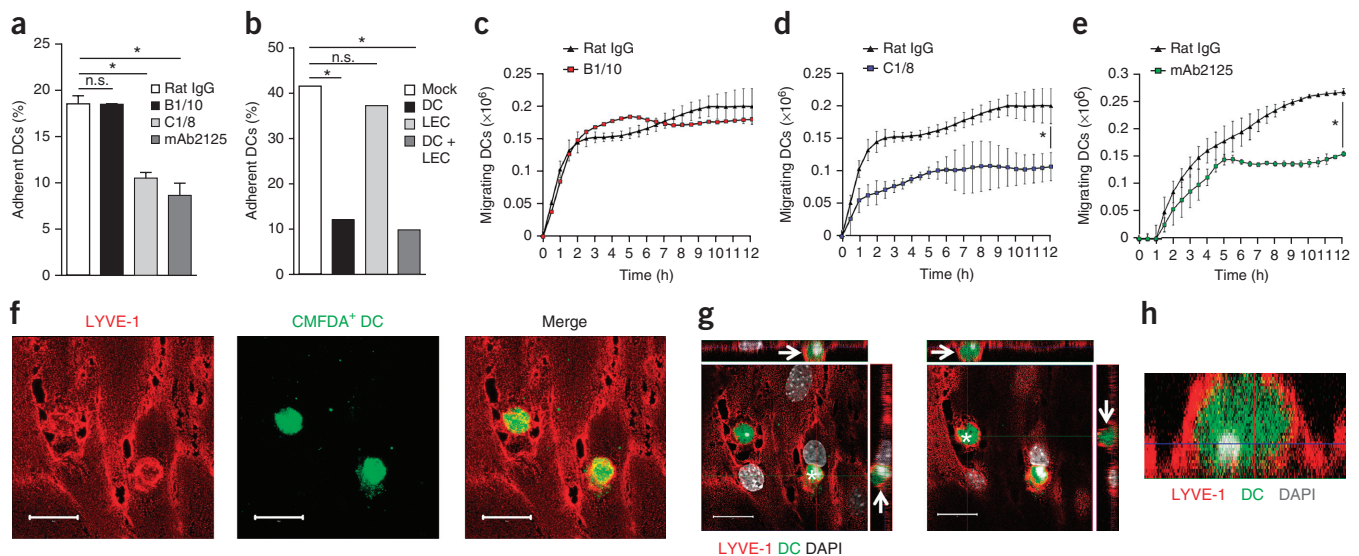 a
*
*
n.s.
Rat IgG
B1/10
C1/8
mAb2125
Adherent DCs (%)
25
20
15
10
5
0
b
*
n.s.
*
Mock
DC
LEC
DC +
LEC
Adherent DCs (%)
50
40
30
20
10
0
c
Rat IgG
B1/10
Migrating DCs (×10⁶)
0.25
0.2
0.15
0.1
0.05
0
0 1 2 3 4 5 6 7 8 9 10 11 12
Time (h)
d
Rat IgG
C1/8
Migrating DCs (×10⁶)
0.25
0.2
0.15
0.1
0.05
0
*
0 1 2 3 4 5 6 7 8 9 10 11 12
Time (h)
e
Rat IgG
mAb2125
Migrating DCs (×10⁶)
0.30
0.25
0.2
0.15
0.1
0.05
0
*
0 1 2 3 4 5 6 7 8 9 10 11 12
Time (h)
f
LYVE-1
CMFDA⁺ DC
Merge
g
*
*
LYVE-1 DC DAPI
h
LYVE-1 DC DAPI